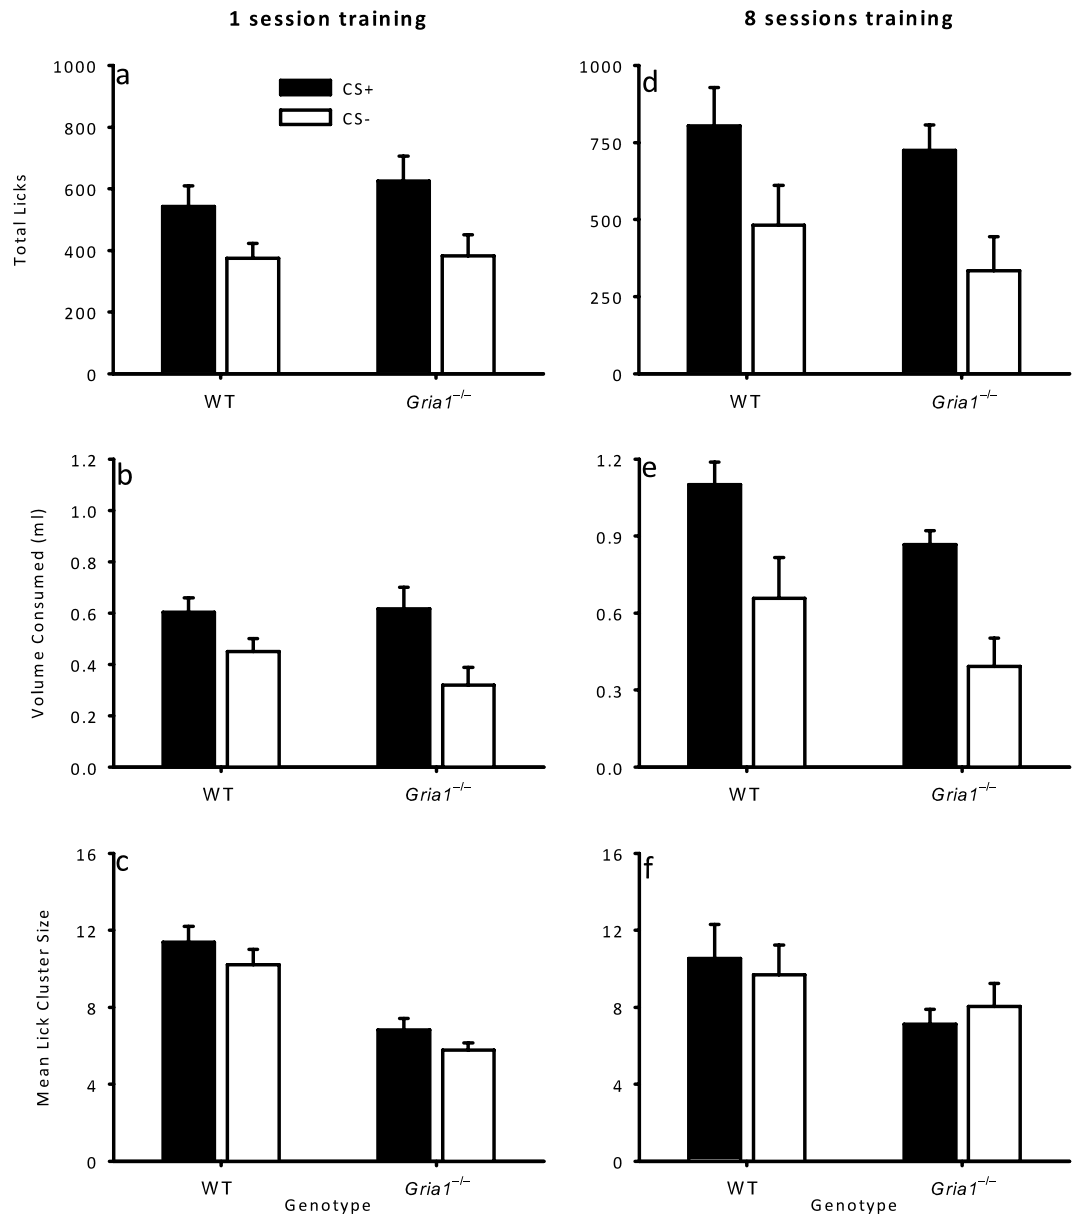 1 session training
8 sessions training
a
CS+
CS-
1000
800
600
400
200
0
Total Licks
WT
Gria1–/–
d
1000
750
500
250
0
WT
Gria1–/–
b
1.2
1.0
0.8
0.6
0.4
0.2
0.0
Volume Consumed (ml)
WT
Gria1–/–
e
1.2
0.9
0.6
0.3
0.0
WT
Gria1–/–
c
16
12
8
4
0
Mean Lick Cluster Size
WT
Gria1–/–
Genotype
f
16
12
8
4
0
WT
Gria1–/–
Genotype